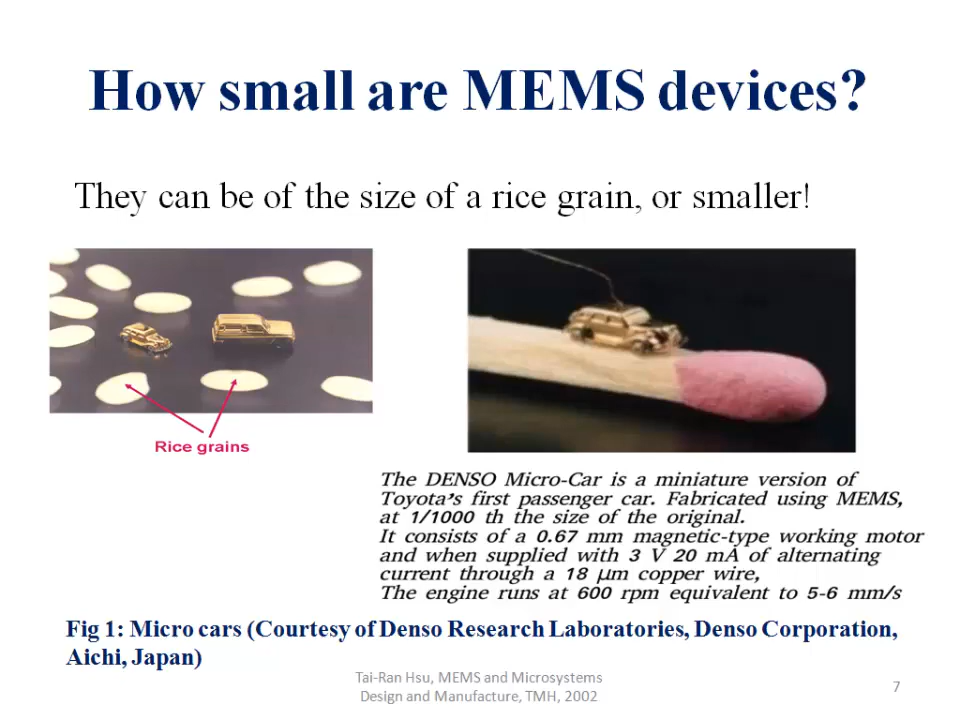 How small are MEMS devices?
They can be of the size of a rice grain, or smaller!
Rice grains
The DENSO Micro-Car is a miniature version of
Toyota's first passenger car. Fabricated using MEMS,
at 1/1000 th the size of the original.
It consists of a 0.67 mm magnetic-type working motor
and when supplied with 3 V 20 mA of alternating
current through a 18 μm copper wire,
The engine runs at 600 rpm equivalent to 5-6 mm/s
Fig 1: Micro cars (Courtesy of Denso Research Laboratories, Denso Corporation,
Aichi, Japan)
Tai-Ran Hsu, MEMS and Microsystems
Design and Manufacture, TMH, 2002
7